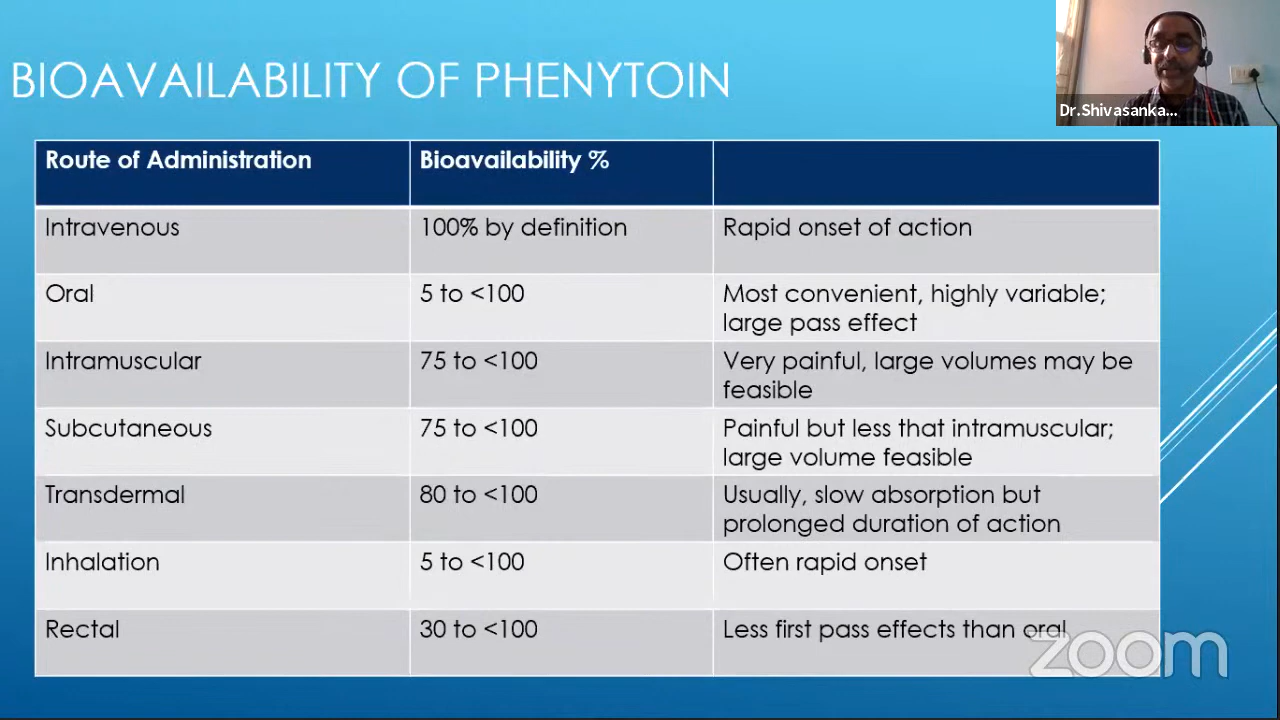 BIOAVAILABILITY OF PHENYTOIN
Dr.Shivasanka...
Route of Administration
Bioavailability %
Intravenous
100% by definition
Rapid onset of action
Oral
5 to <100
Most convenient, highly variable;
large pass effect
Intramuscular
75 to <100
Very painful, large volumes may be
feasible
Subcutaneous
75 to <100
Painful but less that intramuscular;
large volume feasible
Transdermal
80 to <100
Usually, slow absorption but
prolonged duration of action
Inhalation
5 to <100
Often rapid onset
Rectal
30 to <100
Less first pass effects than oral
zoom